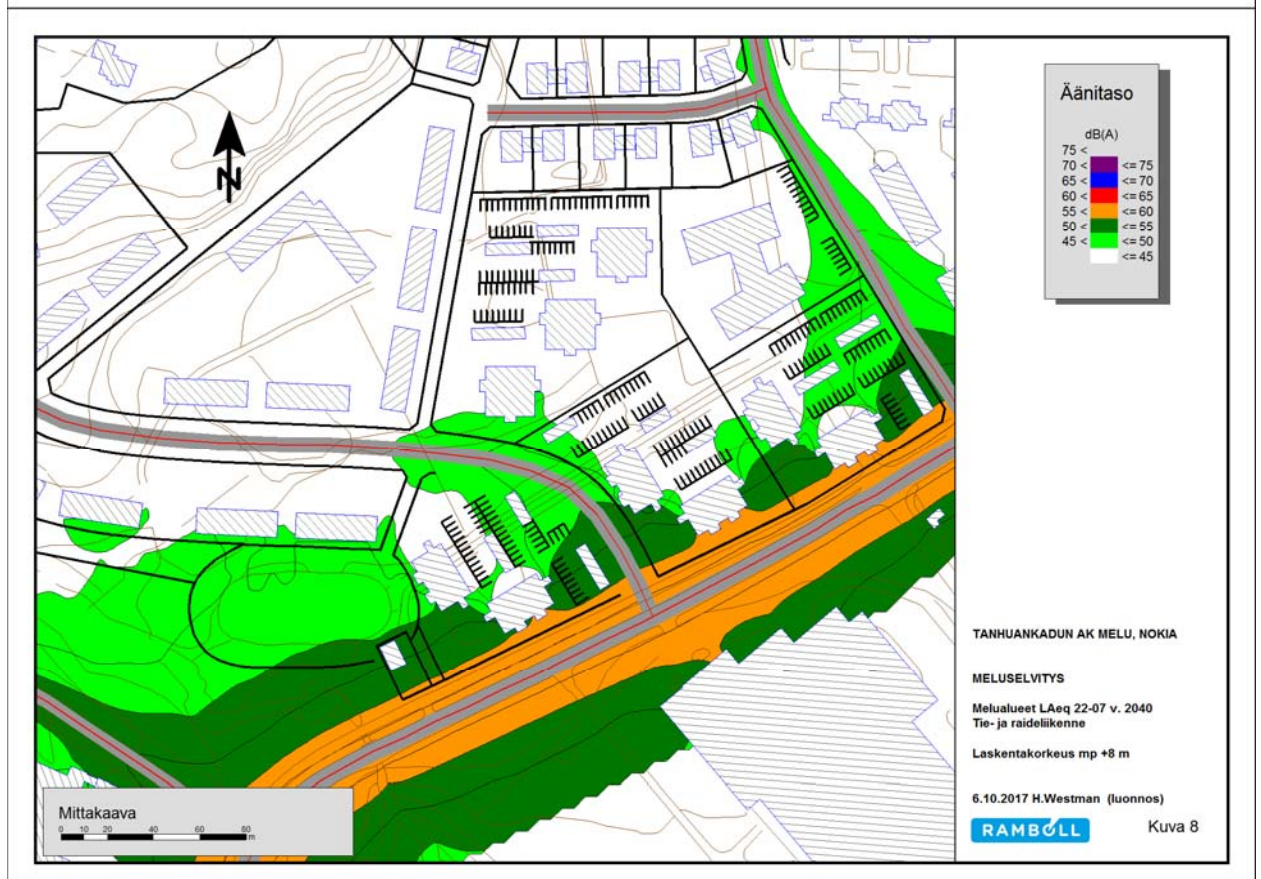 N
Äänitaso
dB(A)
75 <
70 < <= 75
65 < <= 70
60 < <= 65
55 < <= 60
50 < <= 55
45 < <= 50
<= 45
TANHUANKADUN AK MELU, NOKIA
MELUSELVITYS
Melualueet LAeq 22-07 v. 2040
Tie- ja raideliikenne
Laskentakorkeus mp +8 m
6.10.2017 H.Westman (luonnos)
RAMBOLL
Kuva 8
Mittakaava
0 10 20 40 60 80
m